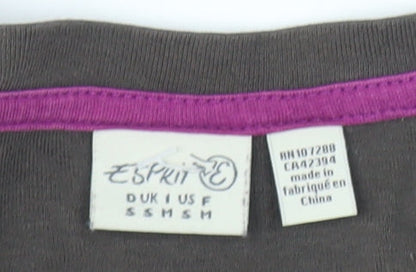 ESPRIT
D UK I US F
S S M S M
RN107288
CA42394
made in
fabriqué en
China